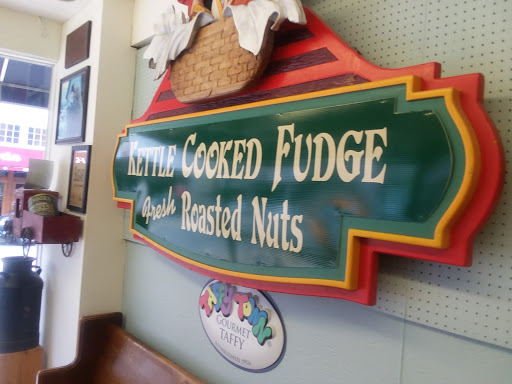 KETTLE COOKED FUDGE
fresh ROASTED NUTS
TAFFY TOWN
®
GOURMET
TAFFY